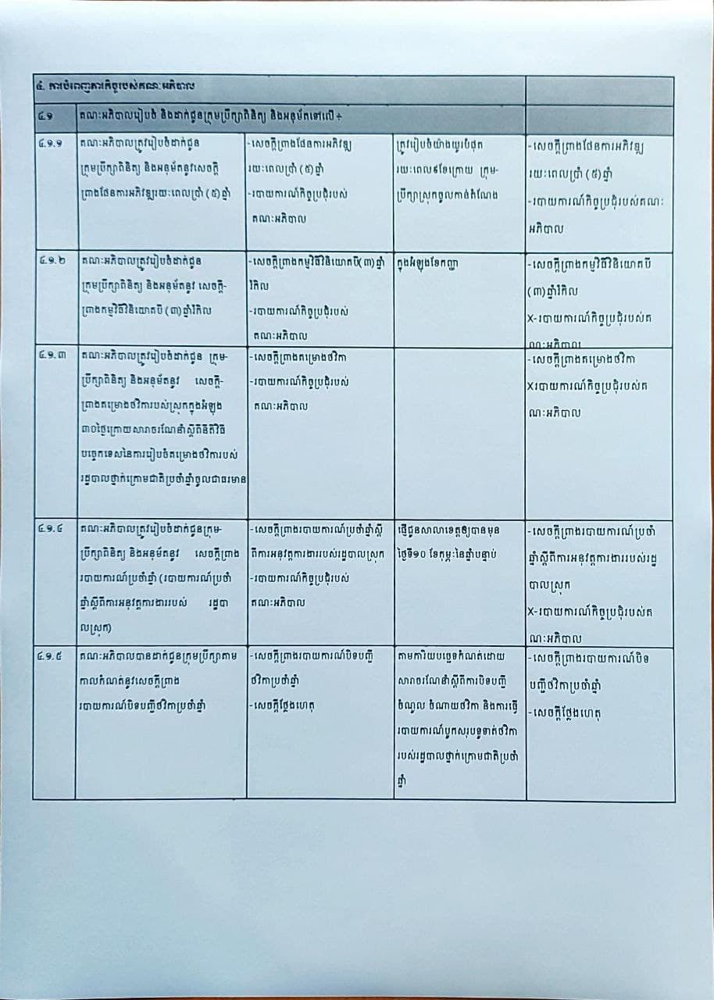 ៤. ការបំពេញភារកិច្ចរបស់គណៈអភិបាល
៤.១ គណៈអភិបាលរៀបចំ និងដាក់ជូនក្រុមប្រឹក្សាពិនិត្យ និងអនុម័តទៅលើ៖
៤.១.១
គណៈអភិបាលត្រូវរៀបចំដាក់ជូន
ក្រុមប្រឹក្សាពិនិត្យ និងអនុម័តនូវសេចក្តី
ព្រាងផែនការអភិវឌ្ឍរយៈពេលប្រាំ (៥)ឆ្នាំ
-សេចក្តីព្រាងផែនការអភិវឌ្ឍ
រយៈពេលប្រាំ (៥)ឆ្នាំ
-របាយការណ៍កិច្ចប្រជុំរបស់
គណៈអភិបាល
ត្រូវរៀបចំយ៉ាងយូរបំផុត
រយៈពេល៩ខែក្រោយ ក្រុម-
ប្រឹក្សាស្រុកចូលកាន់តំណែង
-សេចក្តីព្រាងផែនការអភិវឌ្ឍ
រយៈពេលប្រាំ (៥)ឆ្នាំ
-របាយការណ៍កិច្ចប្រជុំរបស់គណៈ
អភិបាល
៤.១.២
គណៈអភិបាលត្រូវរៀបចំដាក់ជូន
ក្រុមប្រឹក្សាពិនិត្យ និងអនុម័តនូវ សេចក្តី-
ព្រាងកម្មវិធីវិនិយោគបី (៣)ឆ្នាំរំកិល
-សេចក្តីព្រាងកម្មវិធីវិនិយោគបី(៣)ឆ្នាំ
រំកិល
-របាយការណ៍កិច្ចប្រជុំរបស់
គណៈអភិបាល
ក្នុងអំឡុងខែកញ្ញា
-សេចក្តីព្រាងកម្មវិធីវិនិយោគបី
(៣)ឆ្នាំរំកិល
X-របាយការណ៍កិច្ចប្រជុំរបស់គ
ណៈអភិបាល
៤.១.៣
គណៈអភិបាលត្រូវរៀបចំដាក់ជូន ក្រុម-
ប្រឹក្សាពិនិត្យ និងអនុម័តនូវ សេចក្តី-
ព្រាងគម្រោងថវិការបស់ស្រុកក្នុងអំឡុង
៣០ថ្ងៃក្រោយសារាចរណែនាំស្តីពីនីតិវិធី
បច្ចេកទេសនៃការរៀបចំគម្រោងថវិការបស់
រដ្ឋបាលថ្នាក់ក្រោមជាតិប្រចាំឆ្នាំចូលជាធរមាន
-សេចក្តីព្រាងគម្រោងថវិកា
-របាយការណ៍កិច្ចប្រជុំរបស់
គណៈអភិបាល
-សេចក្តីព្រាងគម្រោងថវិកា
Xរបាយការណ៍កិច្ចប្រជុំរបស់គ
ណៈអភិបាល
៤.១.៤
គណៈអភិបាលត្រូវរៀបចំដាក់ជូនក្រុម-
ប្រឹក្សាពិនិត្យ និងអនុម័តនូវ សេចក្តីព្រាង
របាយការណ៍ប្រចាំឆ្នាំ (របាយការណ៍ប្រចាំ
ឆ្នាំស្តីពីការអនុវត្តការងាររបស់ រដ្ឋបា
លស្រុក)
-សេចក្តីព្រាងរបាយការណ៍ប្រចាំឆ្នាំស្តី
ពីការអនុវត្តការងាររបស់រដ្ឋបាលស្រុក
-របាយការណ៍កិច្ចប្រជុំរបស់
គណៈអភិបាល
ផ្ញើជូនសាលាខេត្តឲ្យបានមុន
ថ្ងៃទី១០ ខែកុម្ភៈនៃឆ្នាំបន្ទាប់
-សេចក្តីព្រាងរបាយការណ៍ប្រចាំ
ឆ្នាំស្តីពីការអនុវត្តការងាររបស់រដ្ឋ
បាលស្រុក
X-របាយការណ៍កិច្ចប្រជុំរបស់គ
ណៈអភិបាល
៤.១.៥
គណៈអភិបាលបានដាក់ជូនក្រុមប្រឹក្សាតាម
កាលកំណត់នូវសេចក្តីព្រាង
របាយការណ៍បិទបញ្ជីថវិកាប្រចាំឆ្នាំ
-សេចក្តីព្រាងរបាយការណ៍បិទបញ្ជី
ថវិកាប្រចាំឆ្នាំ
-សេចក្តីថ្លែងហេតុ
តាមការិយបច្ឆេទកំណត់ដោយ
សារាចរណែនាំស្តីពីការបិទបញ្ជី
ចំណូល ចំណាយថវិកា និងការធ្វើ
របាយការណ៍បូកសរុបទូទាត់ថវិកា
របស់រដ្ឋបាលថ្នាក់ក្រោមជាតិប្រចាំ
ឆ្នាំ
-សេចក្តីព្រាងរបាយការណ៍បិទ
បញ្ជីថវិកាប្រចាំឆ្នាំ
-សេចក្តីថ្លែងហេតុ